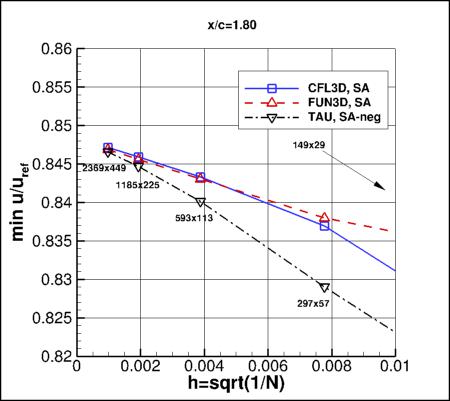 x/c=1.80
0.86
0.855
0.85
0.845
0.84
0.835
0.83
0.825
0.82
min u/uref
CFL3D, SA
FUN3D, SA
TAU, SA-neg
149x29
2369x449
1185x225
593x113
297x57
0
0.002
0.004
0.006
0.008
0.01
h=sqrt(1/N)